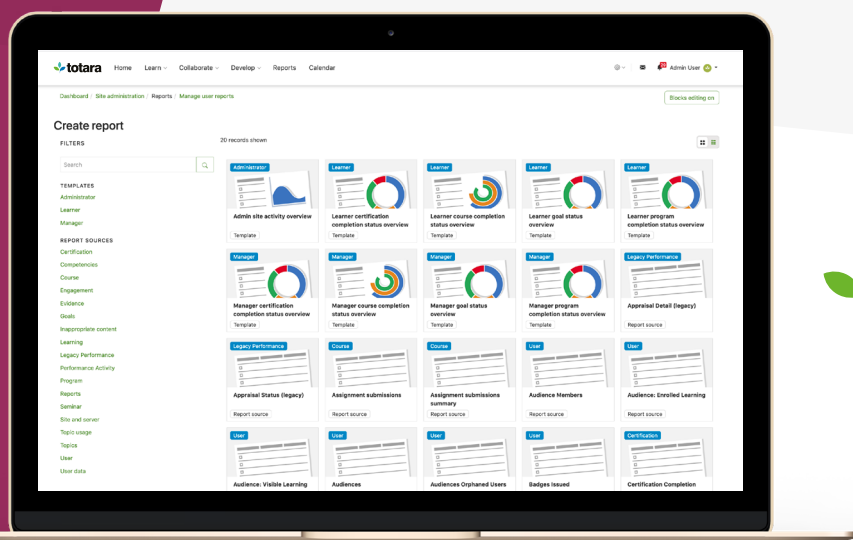 totara
Home
Learn
Collaborate
Develop
Reports
Calendar
Admin User
Dashboard / Site administration / Reports / Manage user reports
Blocks editing on
Create report
FILTERS
20 records shown
Search
TEMPLATES
Administrator
Learner
Manager
REPORT SOURCES
Certification
Competencies
Course
Engagement
Evidence
Goals
Inappropriate content
Learning
Legacy Performance
Performance Activity
Program
Reports
Seminar
Site and server
Topic usage
Topics
User
User data
Administrator
Admin site activity overview
Template
Learner
Learner certification
completion status overview
Template
Learner
Learner course completion
status overview
Template
Learner
Learner goal status
overview
Template
Learner
Learner program
completion status overview
Template
Manager
Manager certification
completion status overview
Template
Manager
Manager course completion
status overview
Template
Manager
Manager goal status
overview
Template
Manager
Manager program
completion status overview
Template
Legacy Performance
Appraisal Detail (legacy)
Report source
Legacy Performance
Appraisal Status (legacy)
Report source
Course
Assignment submissions
Report source
Course
Assignment submissions
summary
Report source
User
Audience Members
Report source
User
Audience: Enrolled Learning
Report source
User
Audience: Visible Learning
User
Audiences
User
Audiences Orphaned Users
User
Badges Issued
Certification
Certification Completion